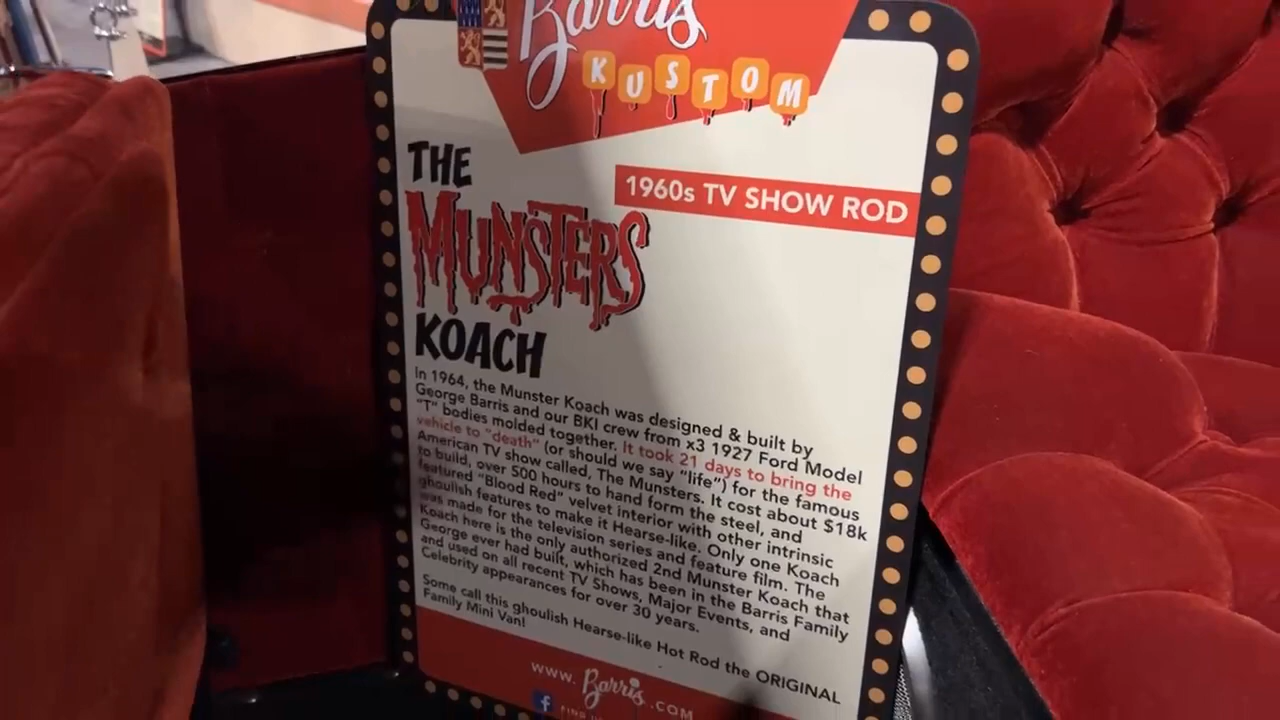 Barris
KUSTOM
THE
1960s TV SHOW ROD
MUNSTERS
KOACH
In 1964, the Munster Koach was designed & built by
George Barris and our BKI crew from x3 1927 Ford Model
"T" bodies molded together. It took 21 days to bring the
vehicle to "death" (or should we say "life") for the famous
American TV show called, The Munsters. It cost about $18k
to build, over 500 hours to hand form the steel, and
featured "Blood Red" velvet interior with other intrinsic
ghoulish features to make it Hearse-like. Only one Koach
was made for the television series and feature film. The
Koach here is the only authorized 2nd Munster Koach that
George ever had built, which has been in the Barris Family
and used on all recent TV Shows, Major Events, and
Celebrity appearances for over 30 years.
Some call this ghoulish Hearse-like Hot Rod the ORIGINAL
Family Mini Van!
www.Barris.com
f FIND